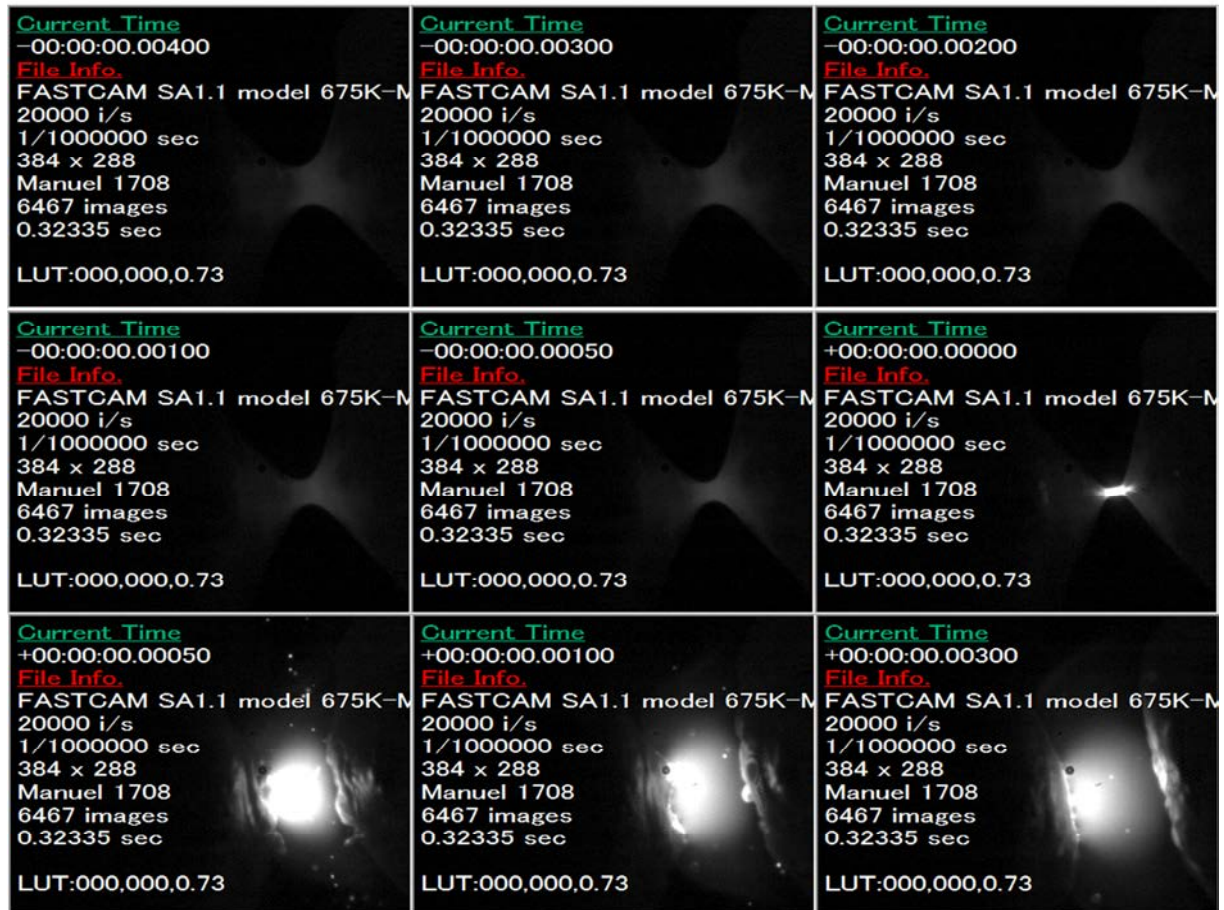 Current Time
-00:00:00.00400
File Info.
FASTCAM SA1.1 model 675K-M
20000 i/s
1/1000000 sec
384 x 288
Manuel 1708
6467 images
0.32335 sec
LUT:000,000,0.73
Current Time
-00:00:00.00300
File Info.
FASTCAM SA1.1 model 675K-M
20000 i/s
1/1000000 sec
384 x 288
Manuel 1708
6467 images
0.32335 sec
LUT:000,000,0.73
Current Time
-00:00:00.00200
File Info.
FASTCAM SA1.1 model 675K-M
20000 i/s
1/1000000 sec
384 x 288
Manuel 1708
6467 images
0.32335 sec
LUT:000,000,0.73
Current Time
-00:00:00.00100
File Info.
FASTCAM SA1.1 model 675K-M
20000 i/s
1/1000000 sec
384 x 288
Manuel 1708
6467 images
0.32335 sec
LUT:000,000,0.73
Current Time
-00:00:00.00050
File Info.
FASTCAM SA1.1 model 675K-M
20000 i/s
1/1000000 sec
384 x 288
Manuel 1708
6467 images
0.32335 sec
LUT:000,000,0.73
Current Time
+00:00:00.00000
File Info.
FASTCAM SA1.1 model 675K-M
20000 i/s
1/1000000 sec
384 x 288
Manuel 1708
6467 images
0.32335 sec
LUT:000,000,0.73
Current Time
+00:00:00.00050
File Info.
FASTCAM SA1.1 model 675K-M
20000 i/s
1/1000000 sec
384 x 288
Manuel 1708
6467 images
0.32335 sec
LUT:000,000,0.73
Current Time
+00:00:00.00100
File Info.
FASTCAM SA1.1 model 675K-M
20000 i/s
1/1000000 sec
384 x 288
Manuel 1708
6467 images
0.32335 sec
LUT:000,000,0.73
Current Time
+00:00:00.00300
File Info.
FASTCAM SA1.1 model 675K-M
20000 i/s
1/1000000 sec
384 x 288
Manuel 1708
6467 images
0.32335 sec
LUT:000,000,0.73